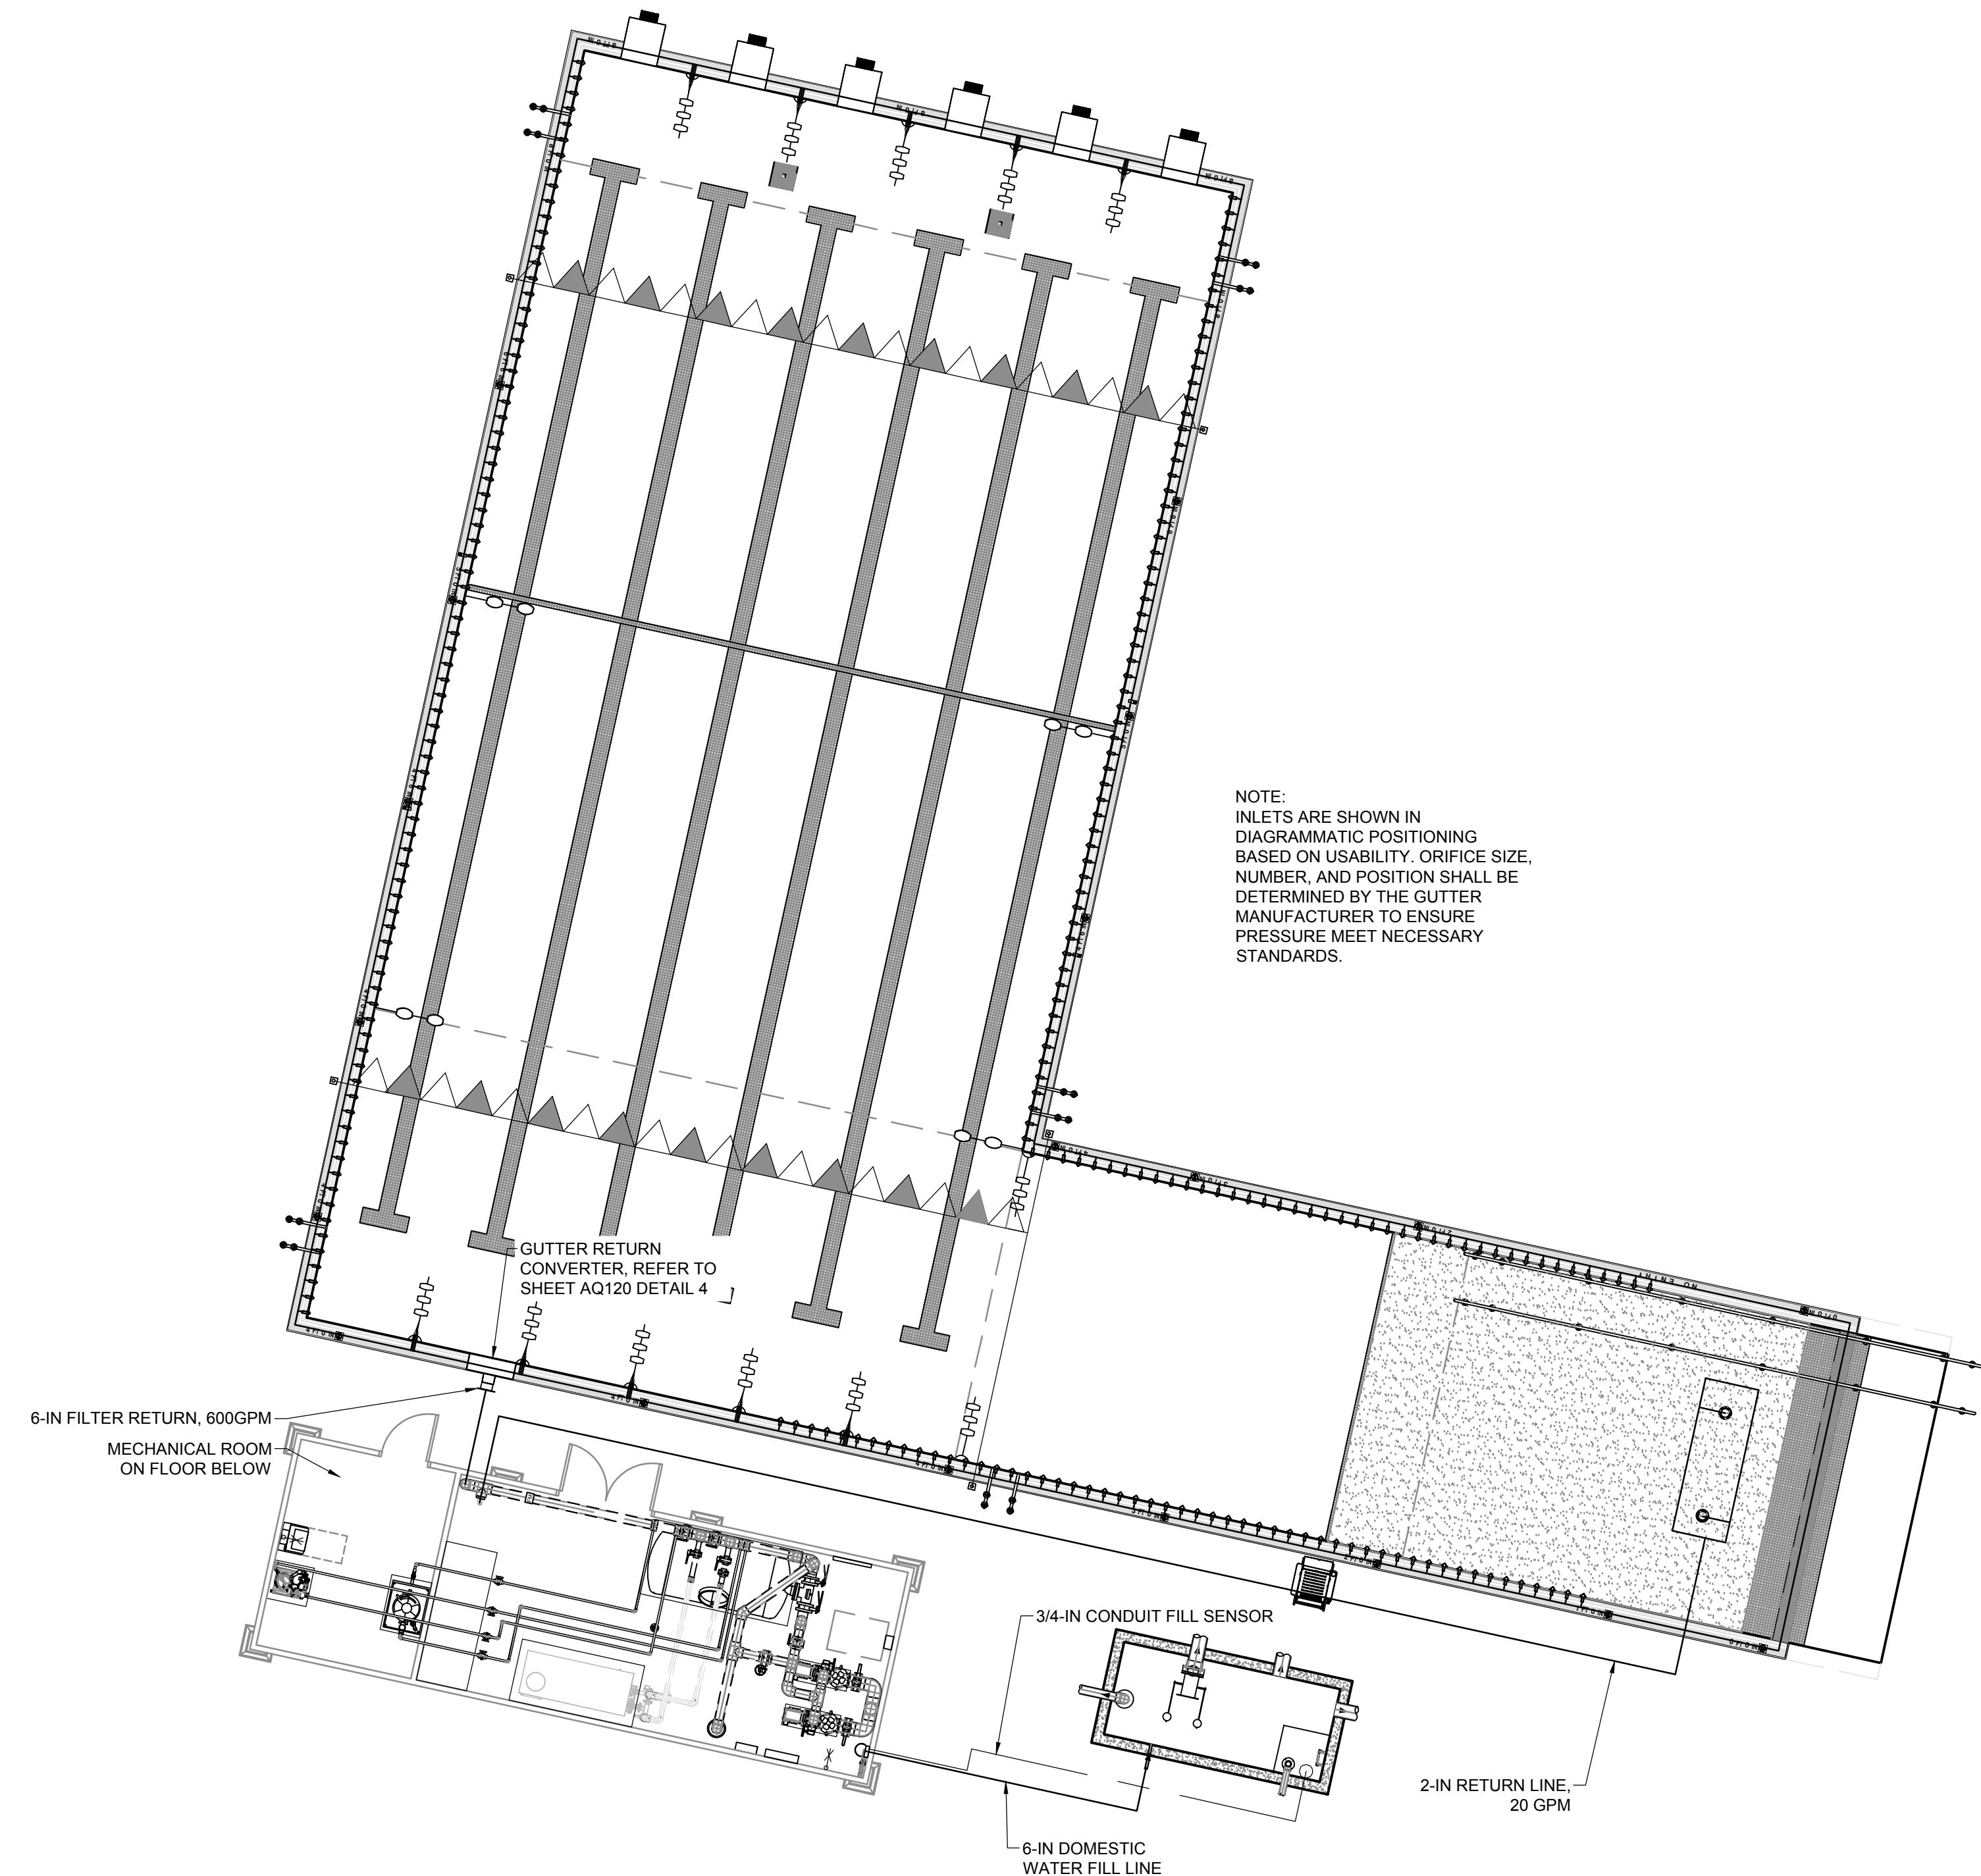 NOTE:
INLETS ARE SHOWN IN
DIAGRAMMATIC POSITIONING
BASED ON USABILITY. ORIFICE SIZE,
NUMBER, AND POSITION SHALL BE
DETERMINED BY THE GUTTER
MANUFACTURER TO ENSURE
PRESSURE MEET NECESSARY
STANDARDS.
GUTTER RETURN
CONVERTER, REFER TO
SHEET AQ120 DETAIL 4
NO ENTRY
6-IN FILTER RETURN, 600GPM
MECHANICAL ROOM
ON FLOOR BELOW
3/4-IN CONDUIT FILL SENSOR
2-IN RETURN LINE,
20 GPM
6-IN DOMESTIC
WATER FILL LINE